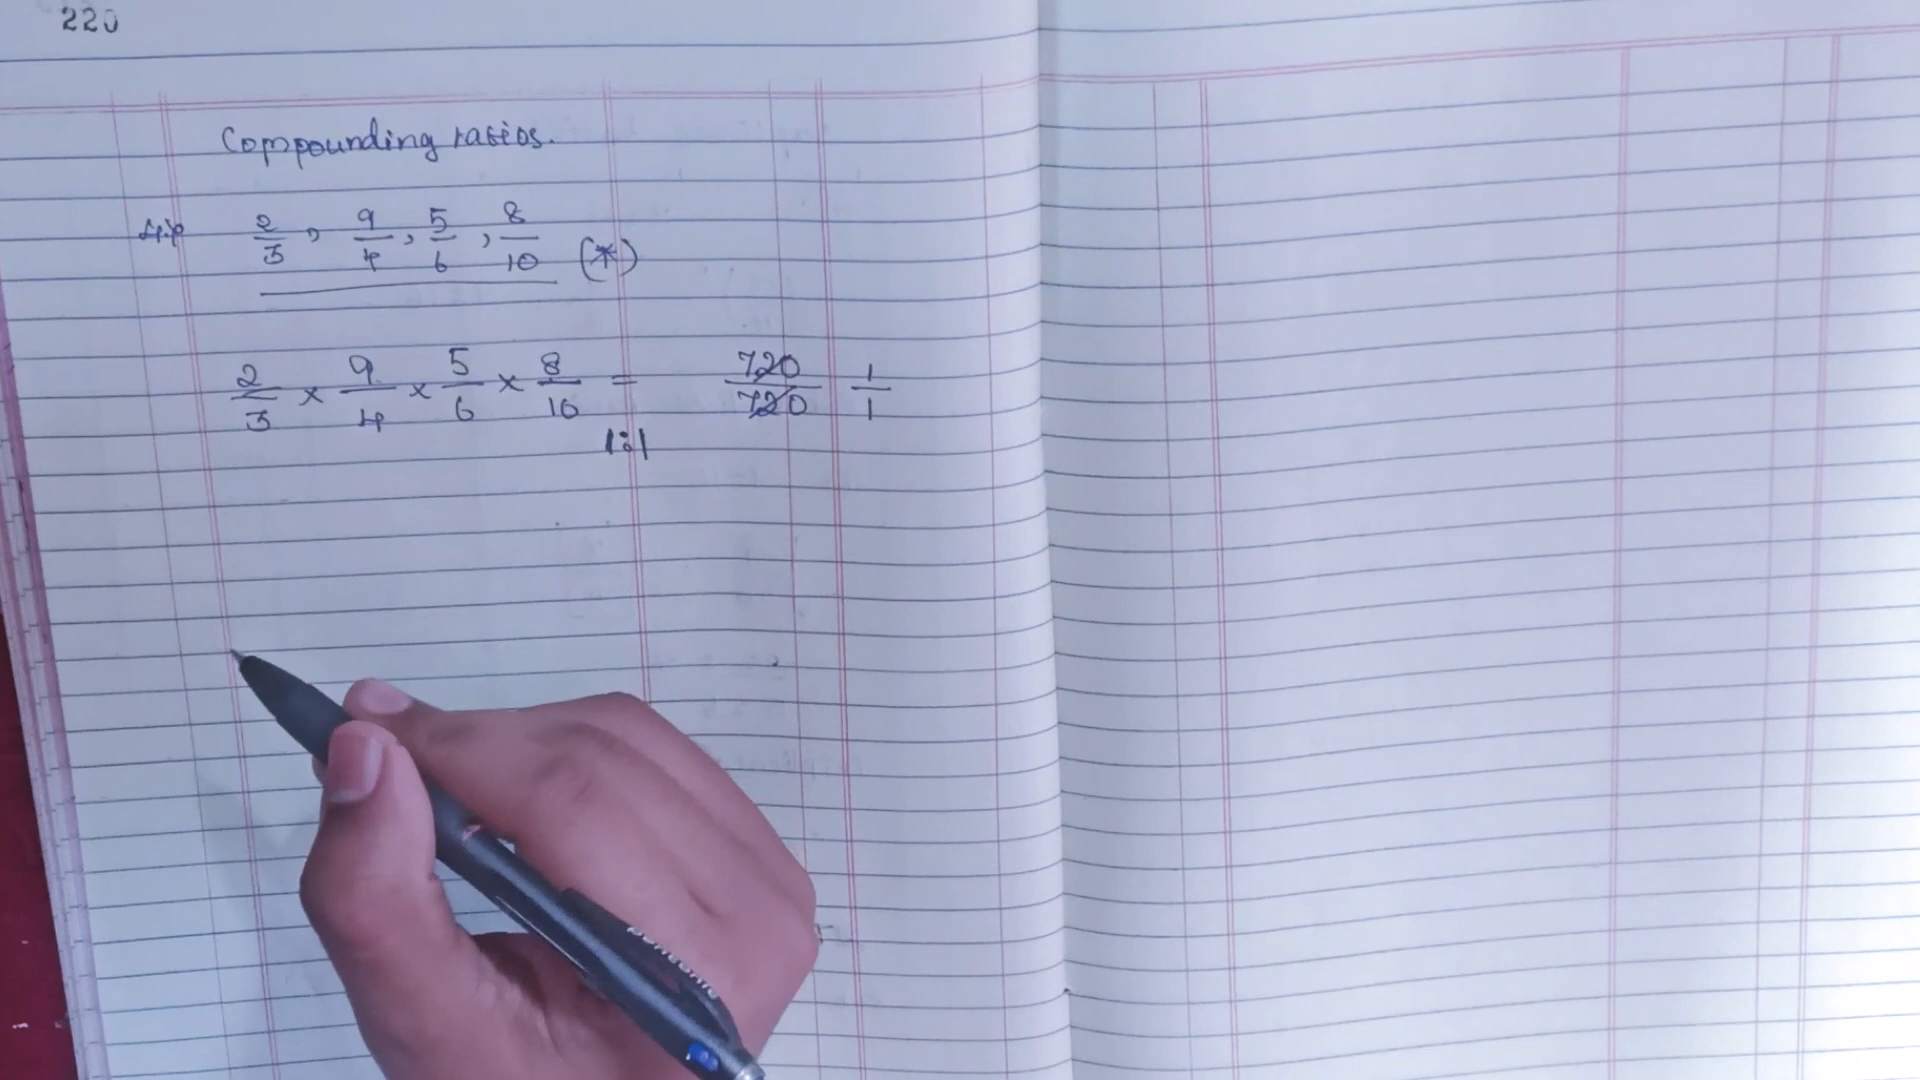 220
Compounding ratios.
2/3, 9/4, 5/6, 8/10 (*)
2/3 × 9/4 × 5/6 × 8/10 = 720/720 1/1
1:1